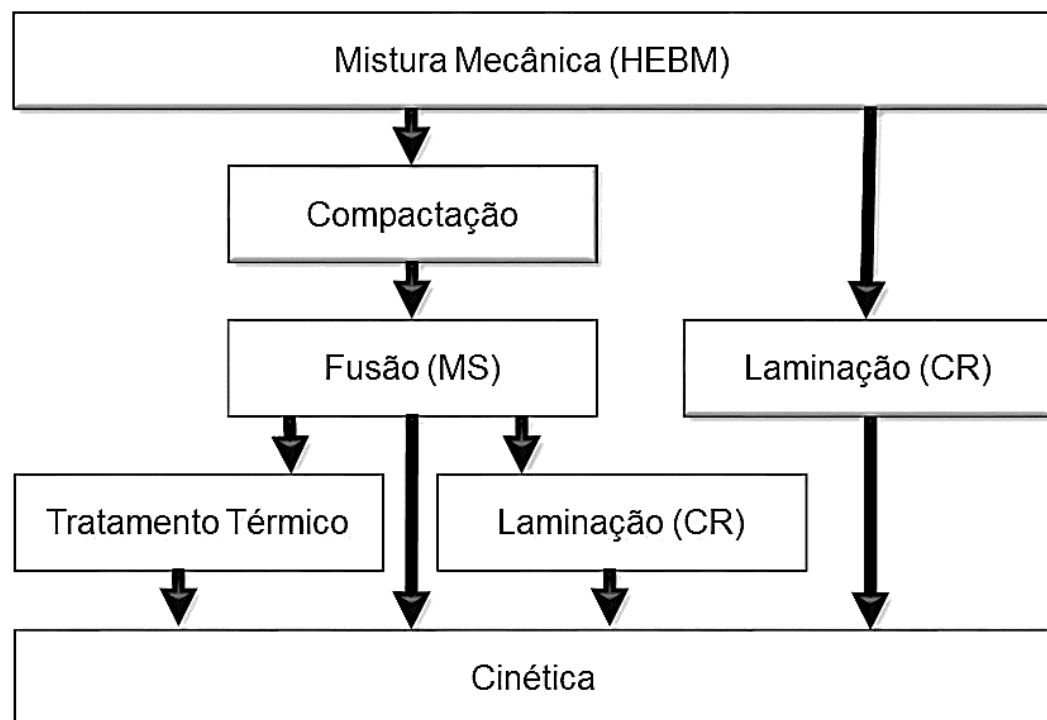 Mistura Mecânica (HEBM)
Compactação
Fusão (MS)
Laminação (CR)
Tratamento Térmico
Laminação (CR)
Cinética